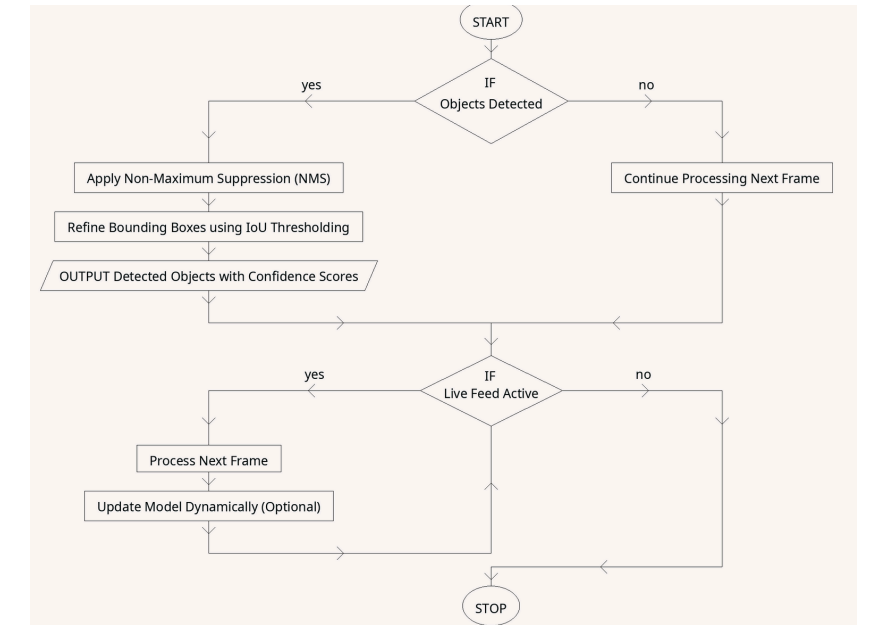 START
IF
Objects Detected
yes
no
Apply Non-Maximum Suppression (NMS)
Continue Processing Next Frame
Refine Bounding Boxes using IoU Thresholding
OUTPUT Detected Objects with Confidence Scores
IF
Live Feed Active
yes
no
Process Next Frame
Update Model Dynamically (Optional)
STOP